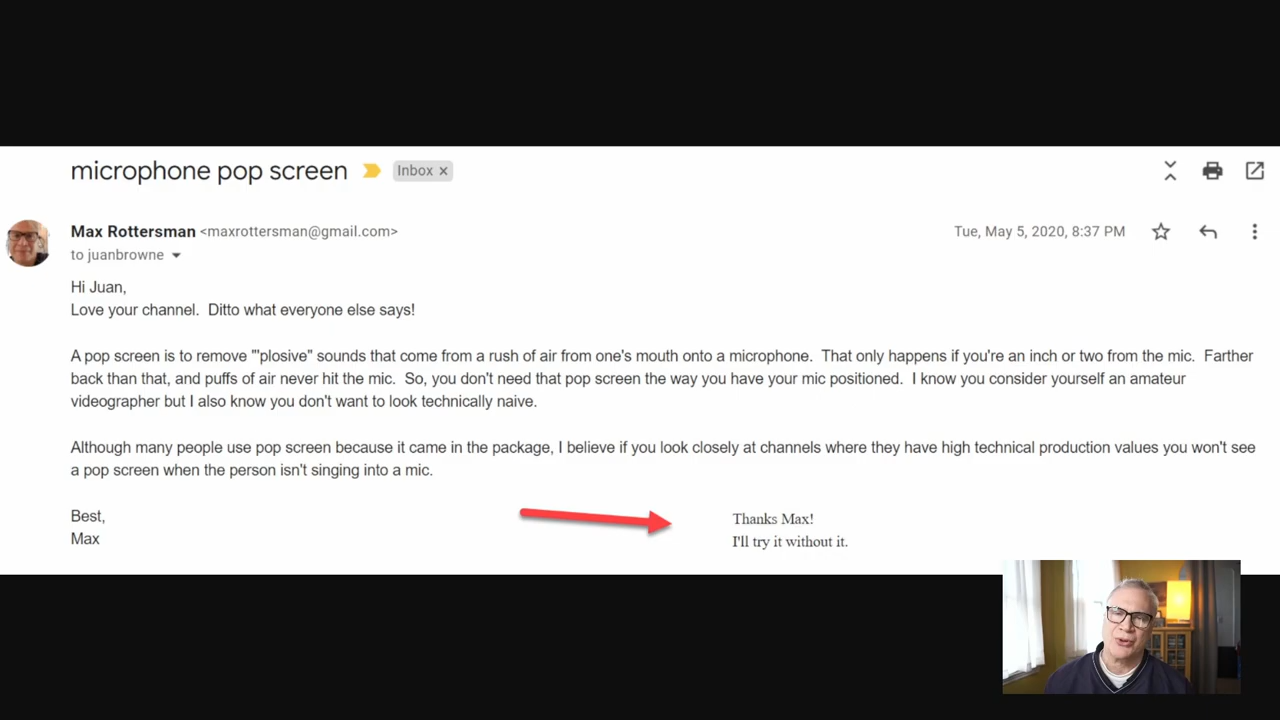 microphone pop screen Inbox ×
Max Rottersman <maxrottersman@gmail.com> Tue, May 5, 2020, 8:37 PM
to juanbrowne
Hi Juan,
Love your channel. Ditto what everyone else says!
A pop screen is to remove "'plosive" sounds that come from a rush of air from one's mouth onto a microphone. That only happens if you're an inch or two from the mic. Farther
back than that, and puffs of air never hit the mic. So, you don't need that pop screen the way you have your mic positioned. I know you consider yourself an amateur
videographer but I also know you don't want to look technically naive.
Although many people use pop screen because it came in the package, I believe if you look closely at channels where they have high technical production values you won't see
a pop screen when the person isn't singing into a mic.
Best,
Max
Thanks Max!
I'll try it without it.